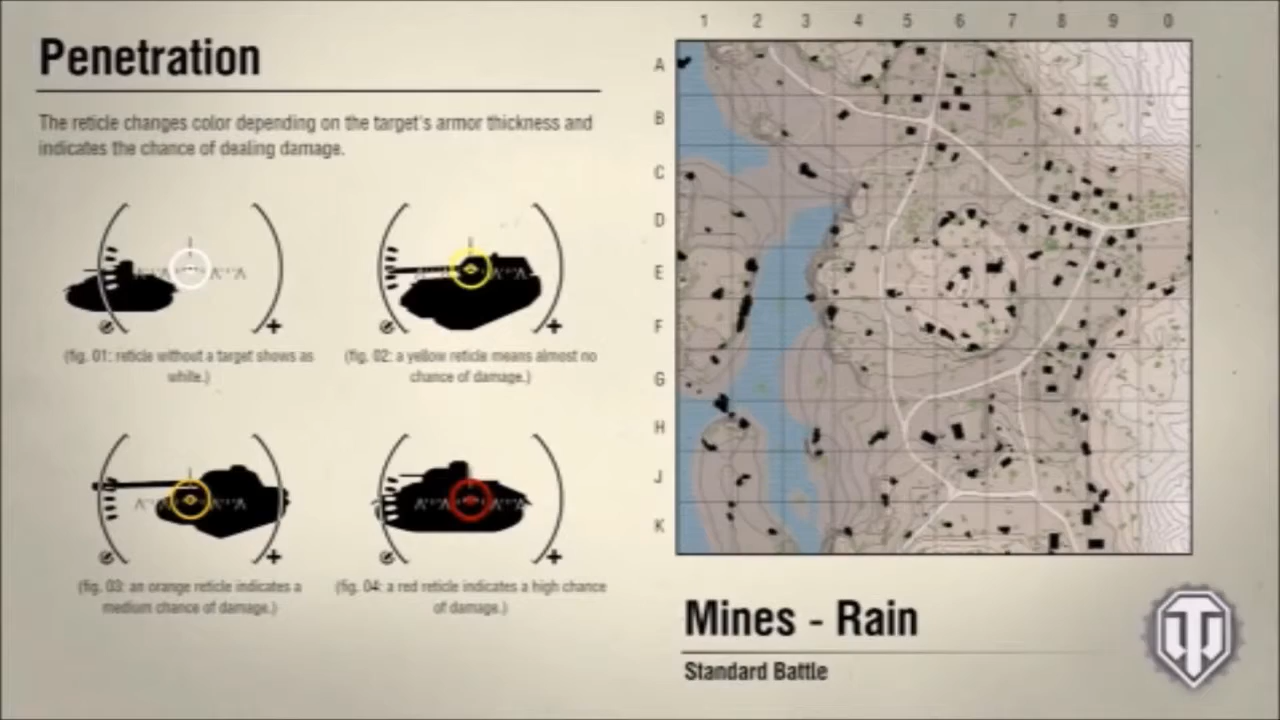 Penetration
The reticle changes color depending on the target's armor thickness and
indicates the chance of dealing damage.
(fig. 01: reticle without a target shows as
white.)
(fig. 02: a yellow reticle means almost no
chance of damage.)
(fig. 03: an orange reticle indicates a
medium chance of damage.)
(fig. 04: a red reticle indicates a high chance
of damage.)
1 2 3 4 5 6 7 8 9 0
A
B
C
D
E
F
G
H
J
K
Mines - Rain
Standard Battle